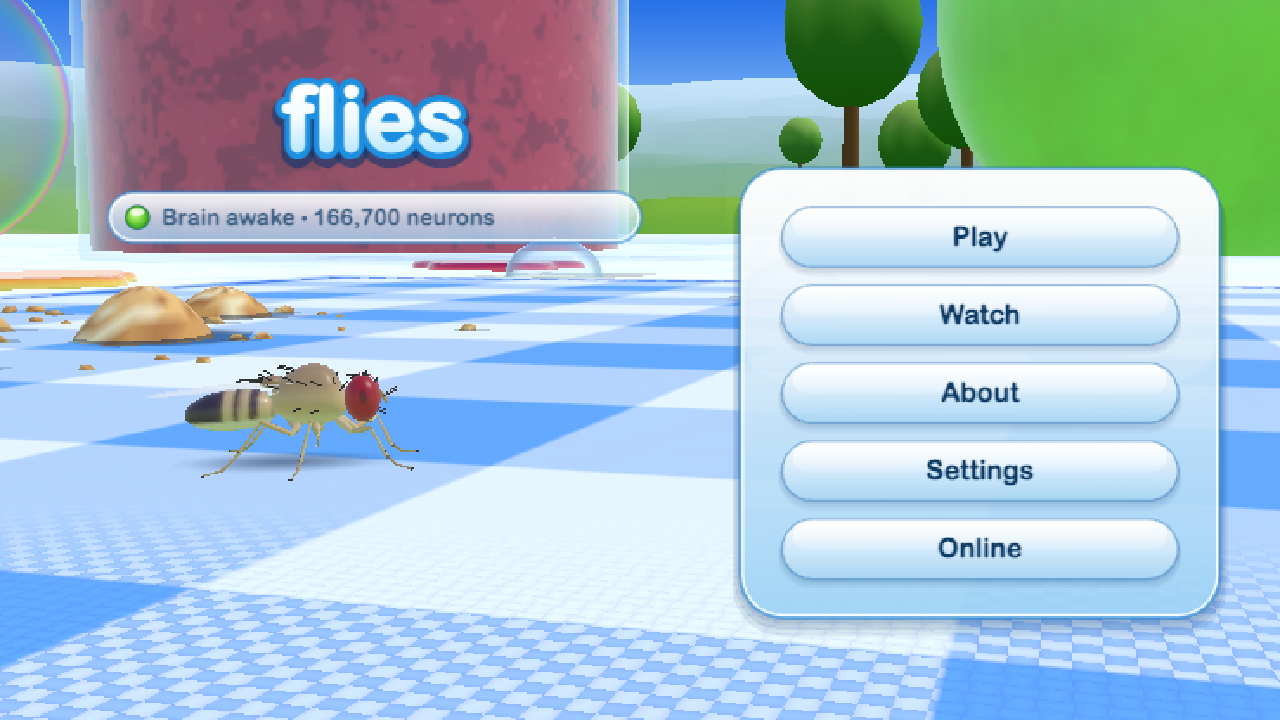 flies
Brain awake • 166,700 neurons
Play
Watch
About
Settings
Online